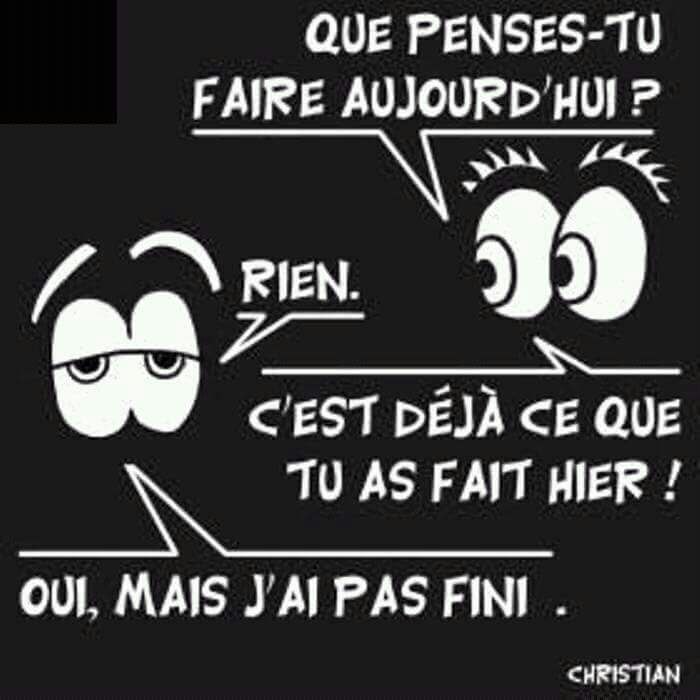 QUE PENSES-TU
FAIRE AUJOURD'HUI ?
RIEN.
C'EST DÉJÀ CE QUE
TU AS FAIT HIER !
OUI, MAIS J'AI PAS FINI .
CHRISTIAN